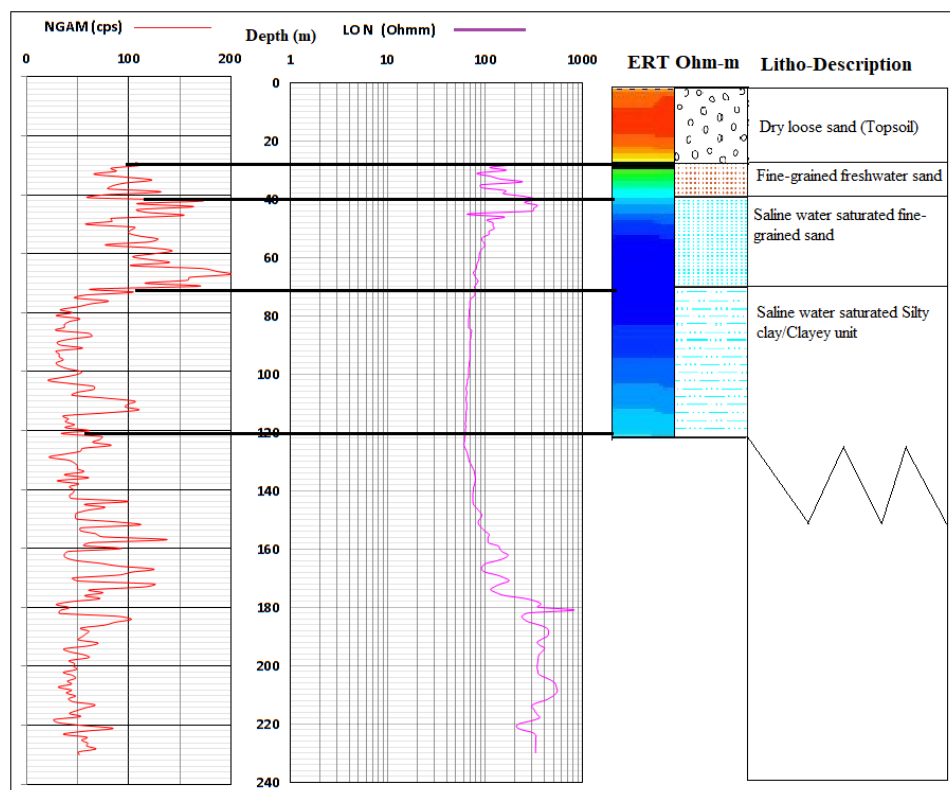 NGAM (cps)
Depth (m)
LO N (Ohmm)
0 100 200
1 10 100 1000
ERT Ohm-m
Litho-Description
0
20
40
60
80
100
120
140
160
180
200
220
240
Dry loose sand (Topsoil)
Fine-grained freshwater sand
Saline water saturated fine-
grained sand
Saline water saturated Silty
clay/Clayey unit